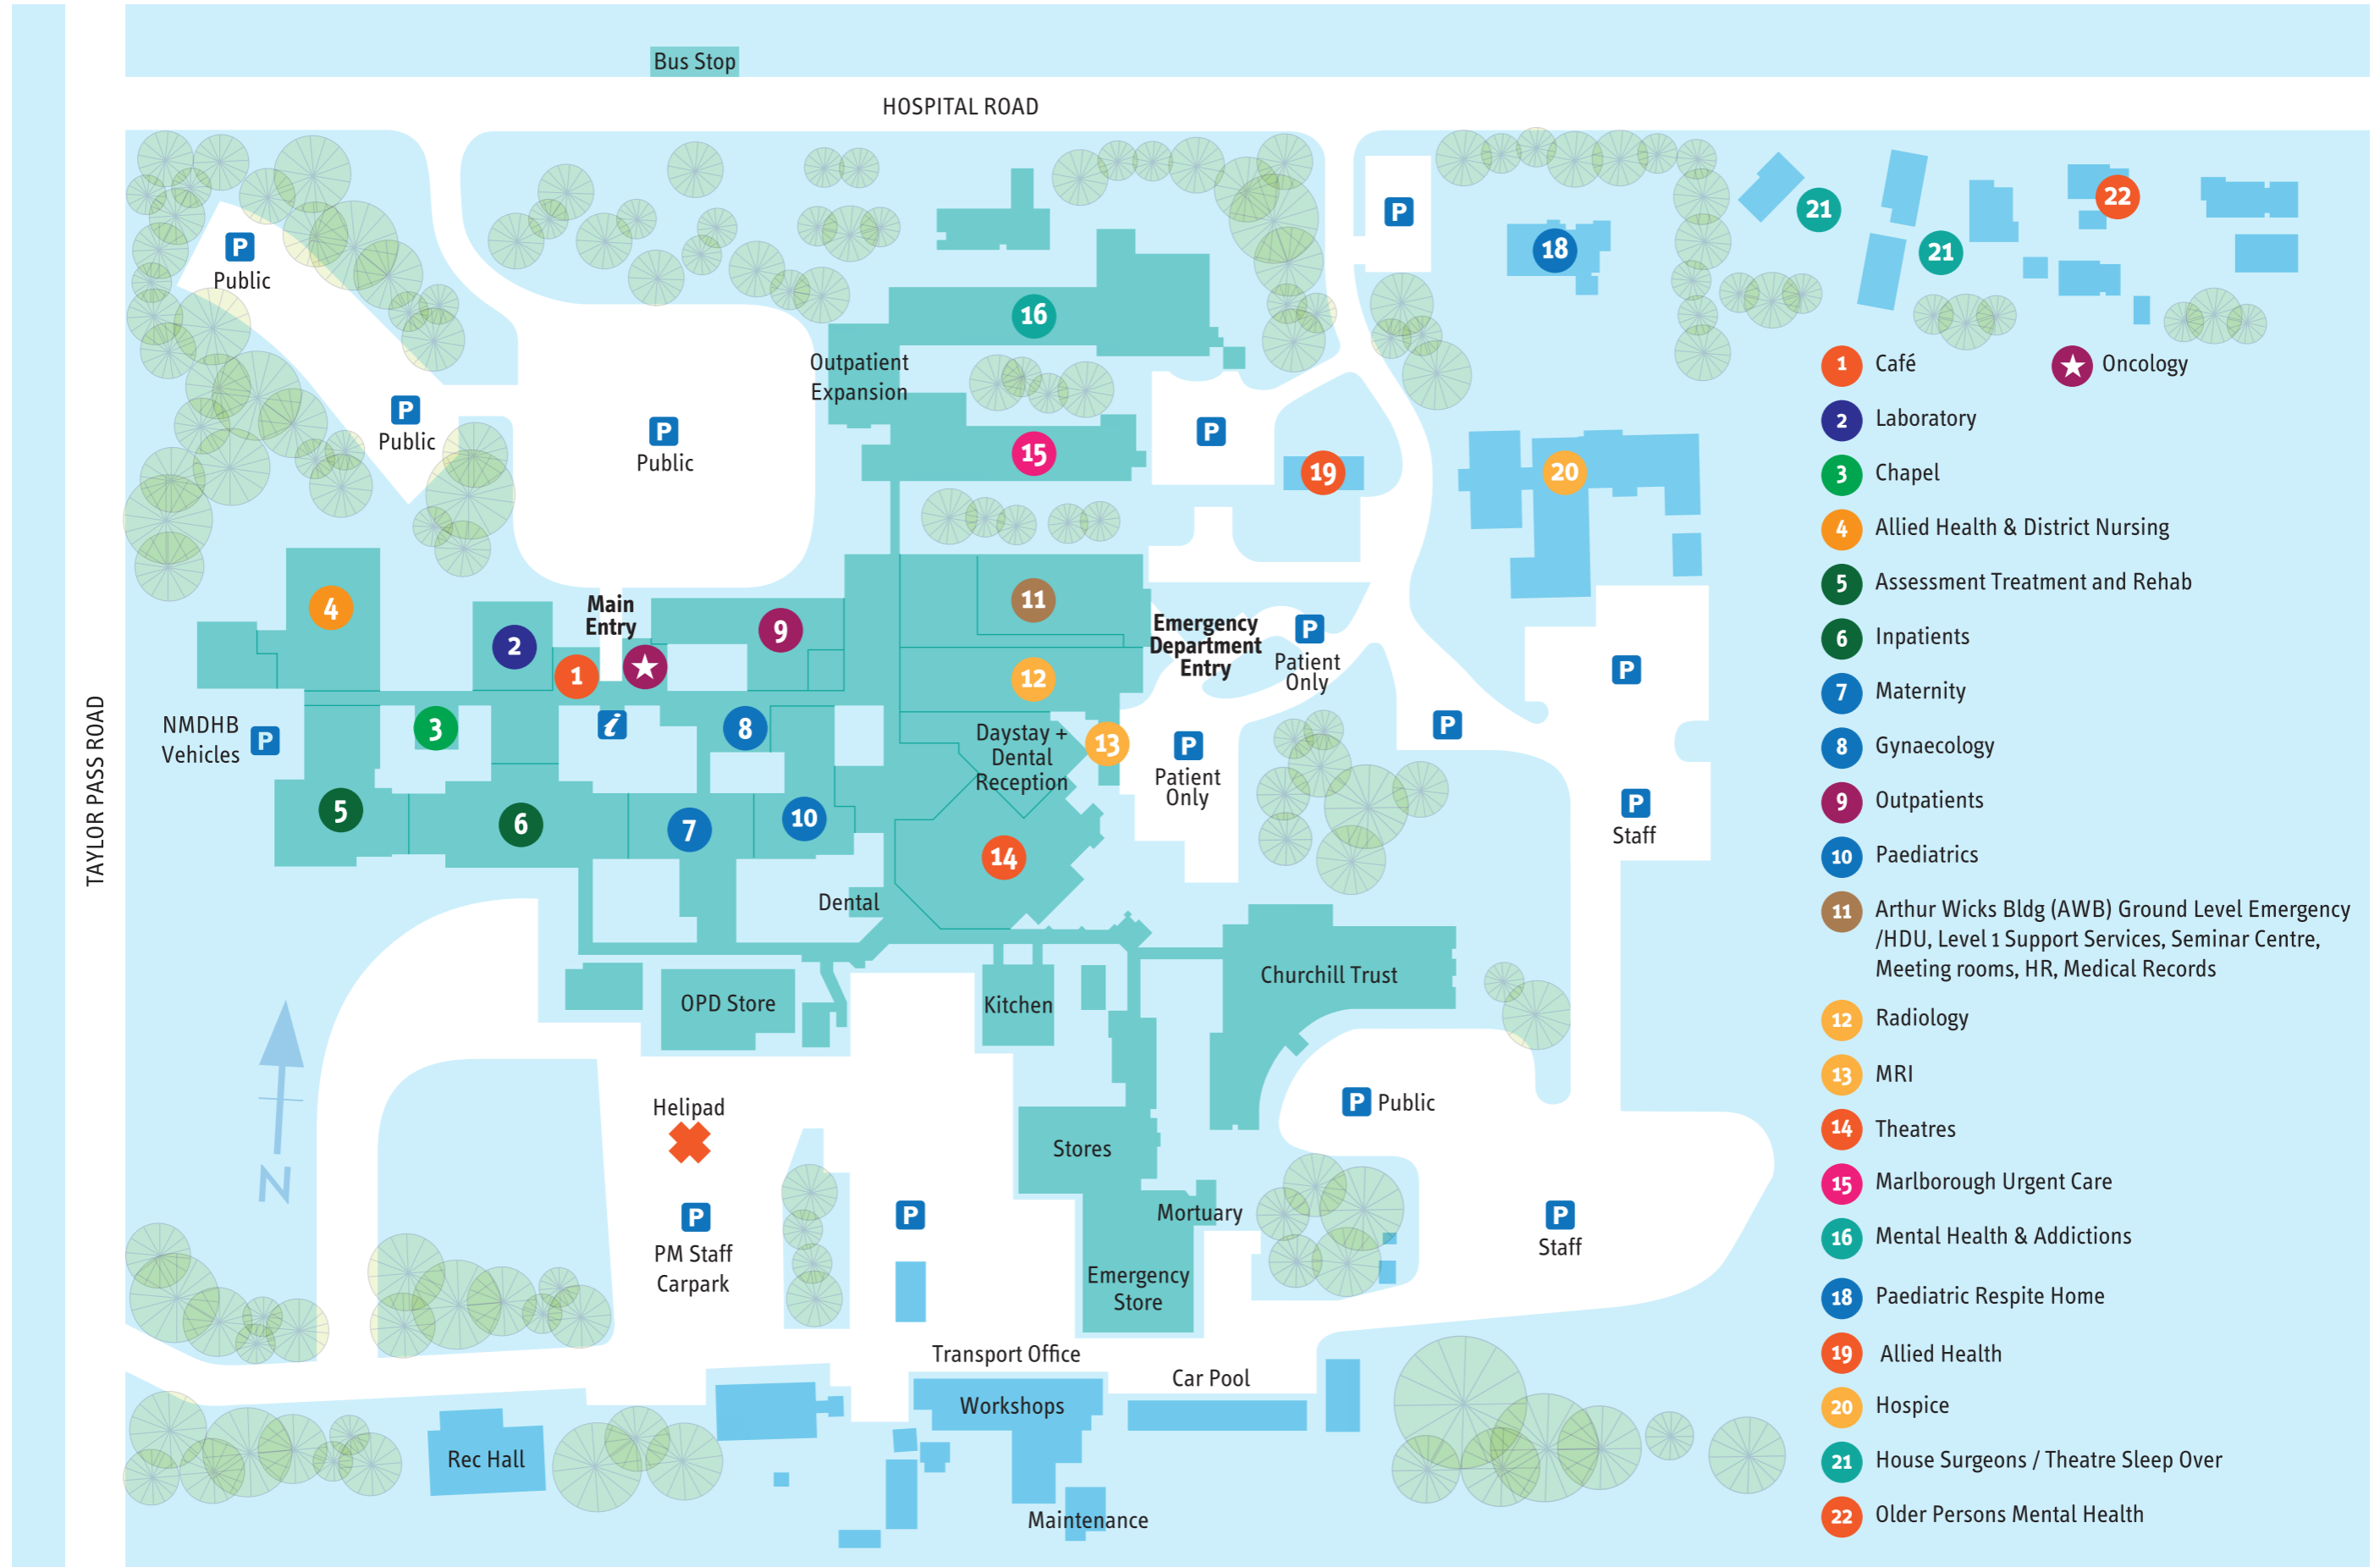 Bus Stop
HOSPITAL ROAD
TAYLOR PASS ROAD
P
Public
P
Public
P
Public
P
18
21
21
22
16
Outpatient
Expansion
15
P
19
20
4
2
Main
Entry
1
9
11
12
Emergency
Department
Entry
P
Patient
Only
P
NMDHB
Vehicles
P
3
i
8
Daystay +
Dental
Reception
13
P
Patient
Only
P
P
Staff
5
6
7
10
14
Dental
OPD Store
Kitchen
Churchill Trust
N
Helipad
P
PM Staff
Carpark
P
Stores
Mortuary
Emergency
Store
P Public
P
Staff
Transport Office
Car Pool
Workshops
Rec Hall
Maintenance
1 Café
Oncology
2 Laboratory
3 Chapel
4 Allied Health & District Nursing
5 Assessment Treatment and Rehab
6 Inpatients
7 Maternity
8 Gynaecology
9 Outpatients
10 Paediatrics
11 Arthur Wicks Bldg (AWB) Ground Level Emergency
/HDU, Level 1 Support Services, Seminar Centre,
Meeting rooms, HR, Medical Records
12 Radiology
13 MRI
14 Theatres
15 Marlborough Urgent Care
16 Mental Health & Addictions
18 Paediatric Respite Home
19 Allied Health
20 Hospice
21 House Surgeons / Theatre Sleep Over
22 Older Persons Mental Health